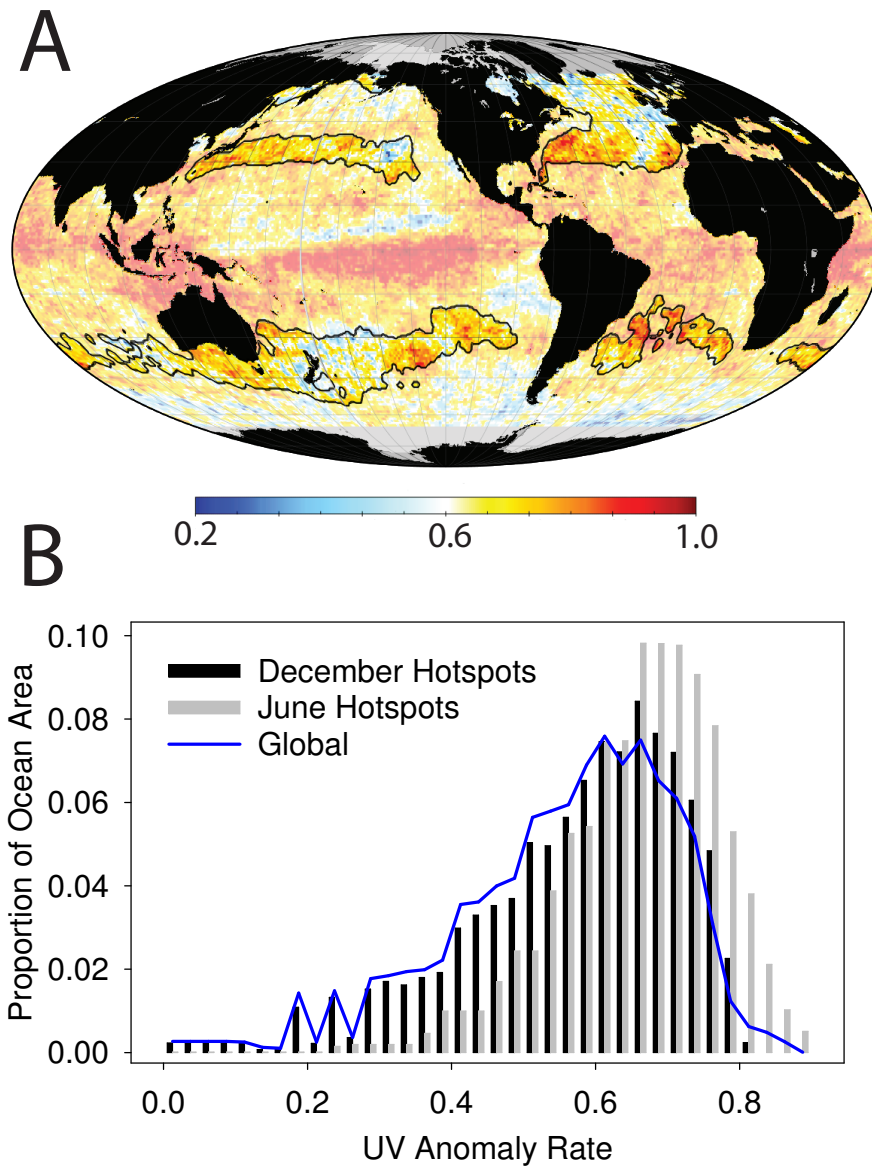 A
0.2 0.6 1.0
B
Proportion of Ocean Area
0.10
0.08
0.06
0.04
0.02
0.00
December Hotspots
June Hotspots
Global
0.0 0.2 0.4 0.6 0.8
UV Anomaly Rate